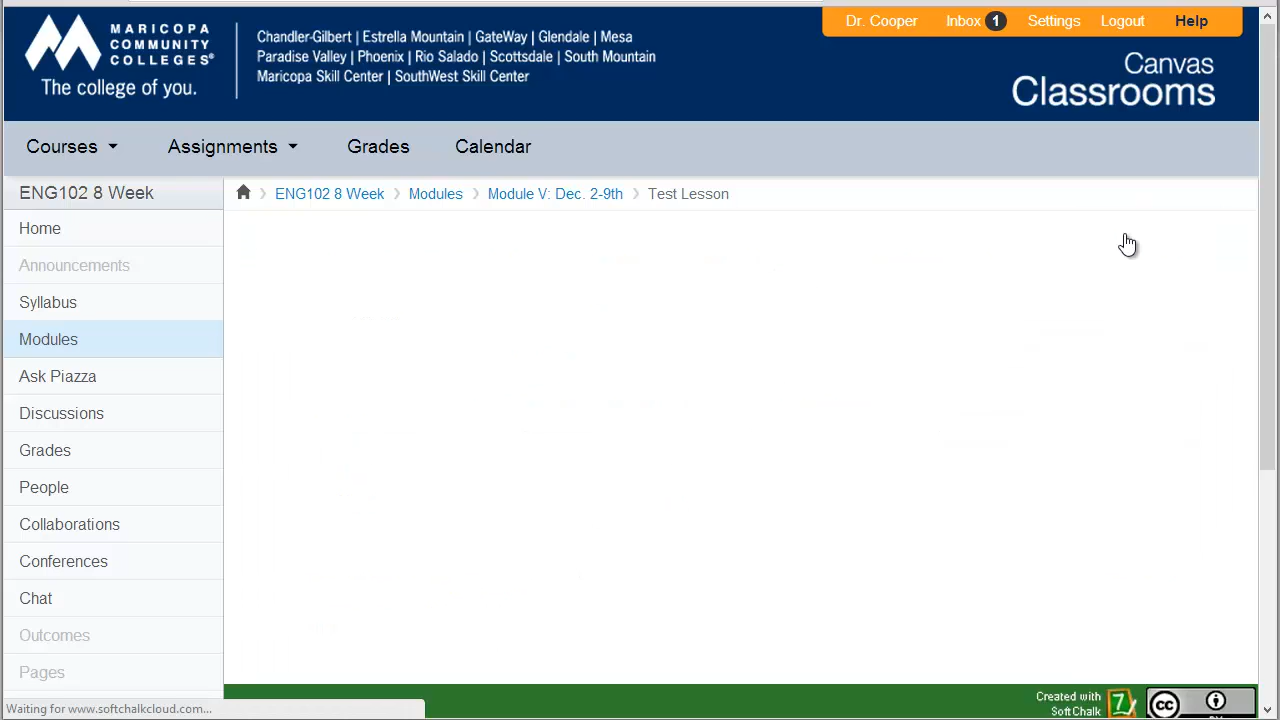 MARICOPA
COMMUNITY
COLLEGES®
The college of you.
Chandler-Gilbert | Estrella Mountain | GateWay | Glendale | Mesa
Paradise Valley | Phoenix | Rio Salado | Scottsdale | South Mountain
Maricopa Skill Center | SouthWest Skill Center
Dr. Cooper Inbox 1 Settings Logout Help
Canvas
Classrooms
Courses Assignments Grades Calendar
ENG102 8 Week
ENG102 8 Week Modules Module V: Dec. 2-9th Test Lesson
Home
Announcements
Syllabus
Modules
Ask Piazza
Discussions
Grades
People
Collaborations
Conferences
Chat
Outcomes
Pages
Waiting for www.softchalkcloud.com...
Created with
SoftChalk
7
cc